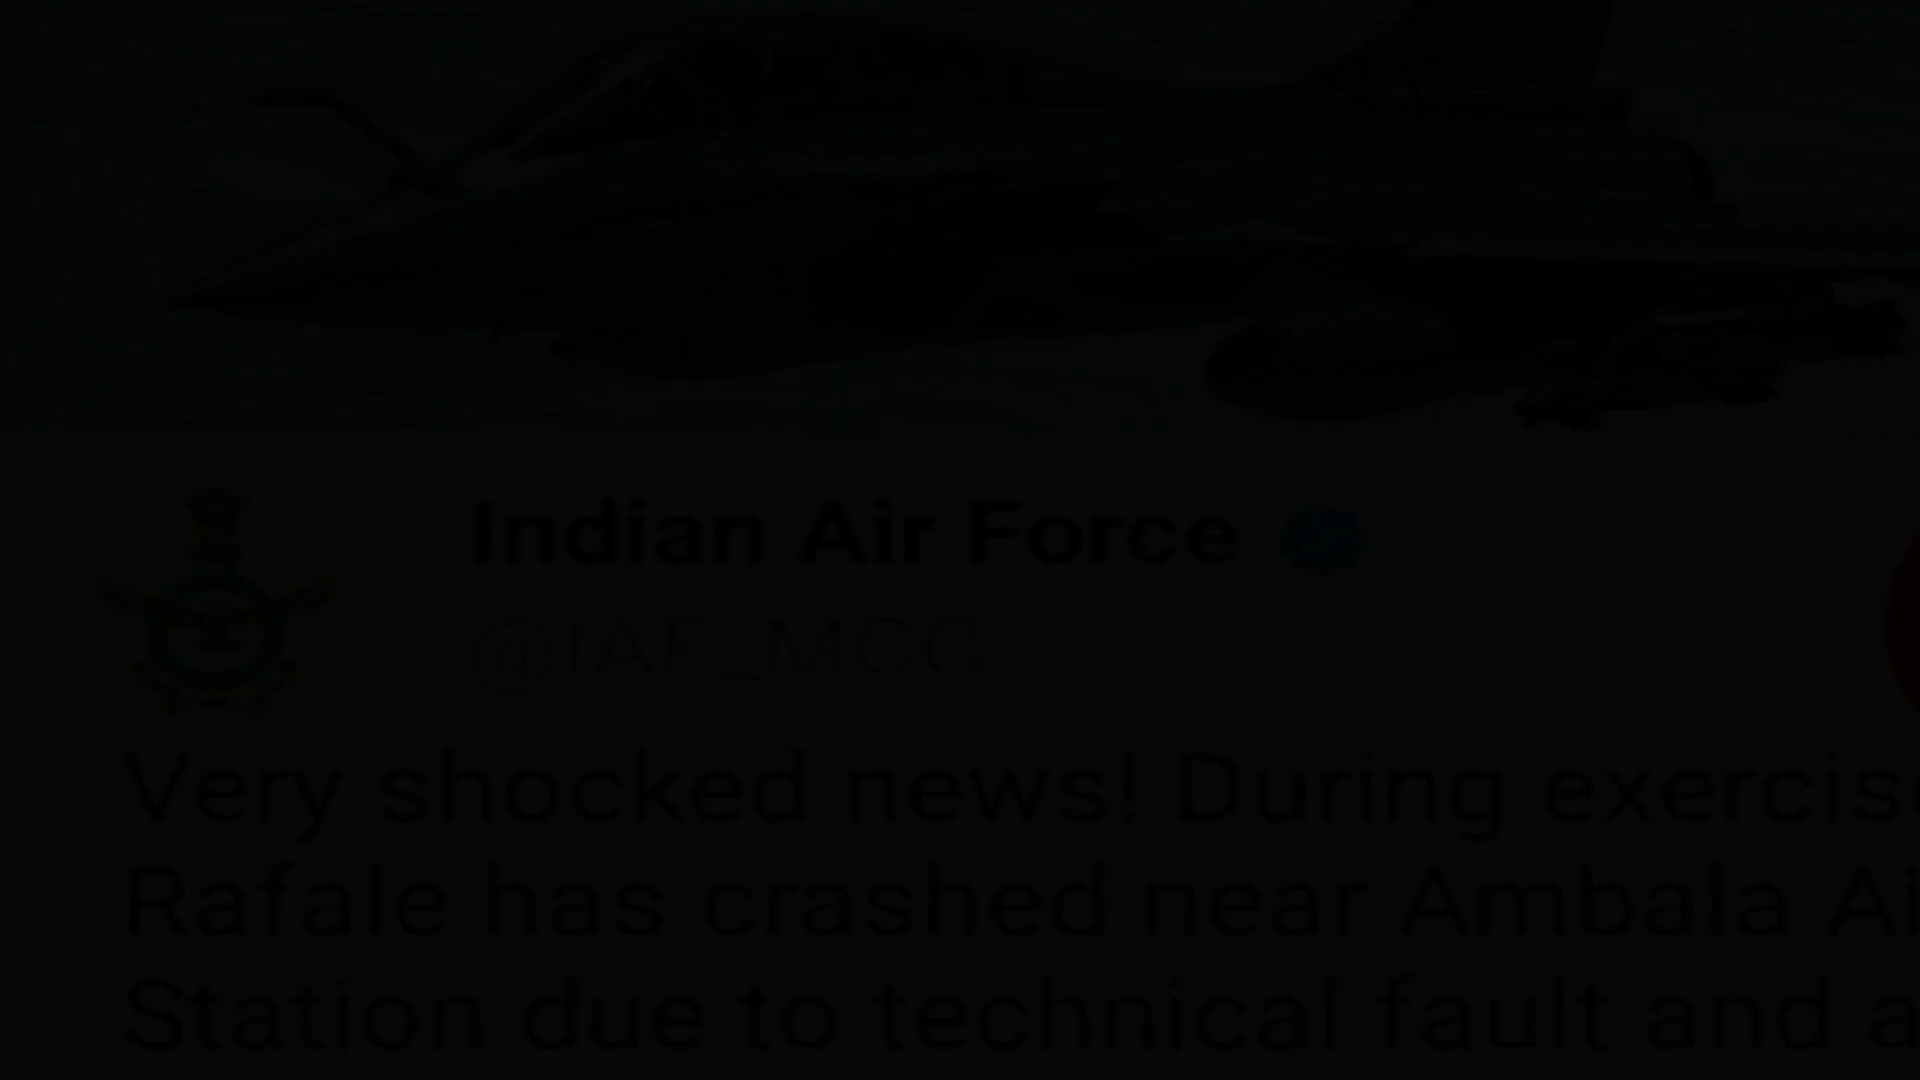 Indian Air Force
@IAF_MCC
Very shocked news! During exercise
Rafale has crashed near Ambala Ai
Station due to technical fault and a